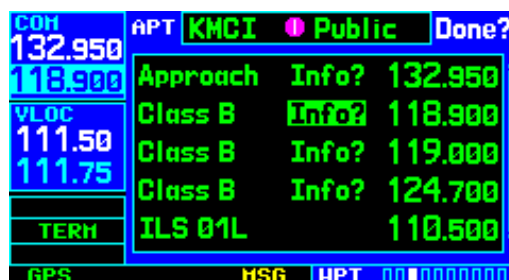 COM
132.950
118.900
VLOC
111.50
111.75
TERM
GPS
APT KMCI Public Done?
Approach Info? 132.950
Class B Info? 118.900
Class B Info? 119.000
Class B Info? 124.700
ILS 01L 110.500
MSG WPT